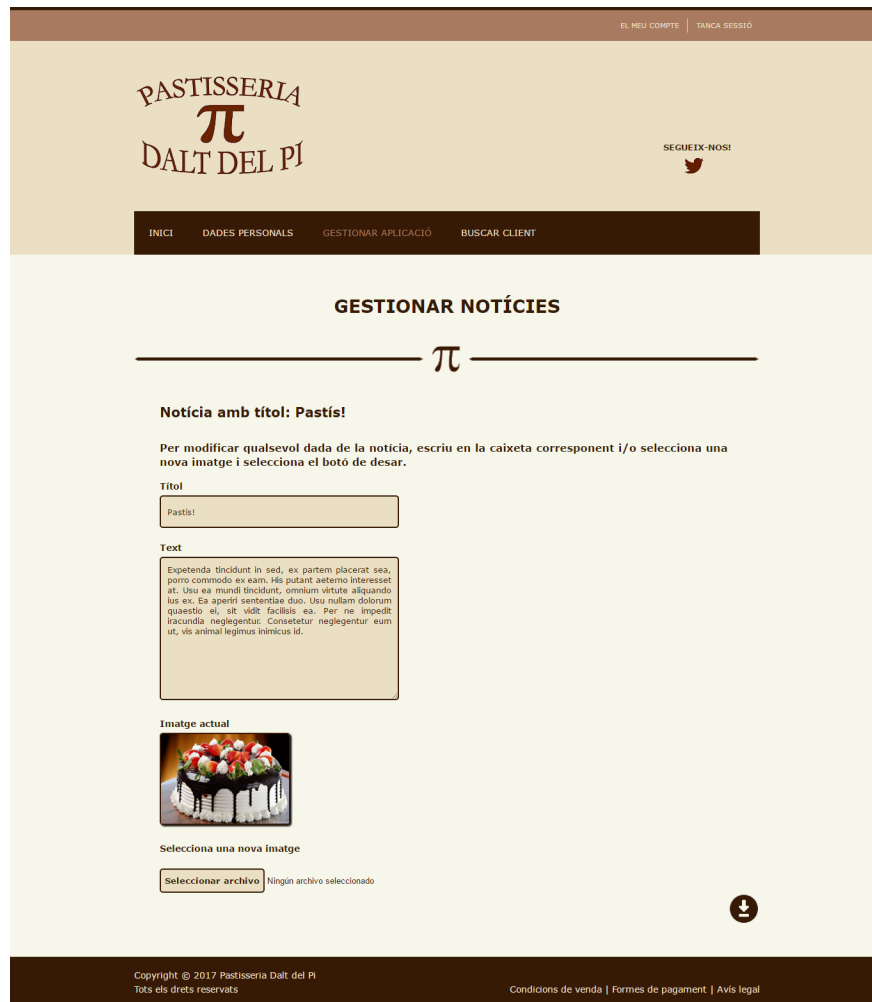 EL MEU COMPTE | TANCA SESSIÓ
PASTISSERIA
π
DALT DEL PI
SEGUEIX-NOS!
INICI DADES PERSONALS GESTIONAR APLICACIÓ BUSCAR CLIENT
GESTIONAR NOTÍCIES
π
Notícia amb títol: Pastís!
Per modificar qualsevol dada de la notícia, escriu en la caixeta corresponent i/o selecciona una
nova imatge i selecciona el botó de desar.
Títol
Pastís!
Text
Expetenda tincidunt in sed, ex partem placerat sea,
porro commodo ex eam. His putant aeterno interesset
at. Usu ea mundi tincidunt, omnium virtute aliquando
ius ex. Ea aperiri sententiae duo. Usu nullam dolorum
quaestio ei, sit vidit facilisis ea. Per ne impedit
iracundia neglegentur. Consetetur neglegentur eum
ut, vis animal legimus inimicus id.
Imatge actual
Selecciona una nova imatge
Seleccionar archivo Ningún archivo seleccionado
Copyright © 2017 Pastisseria Dalt del Pi
Tots els drets reservats
Condicions de venda | Formes de pagament | Avís legal